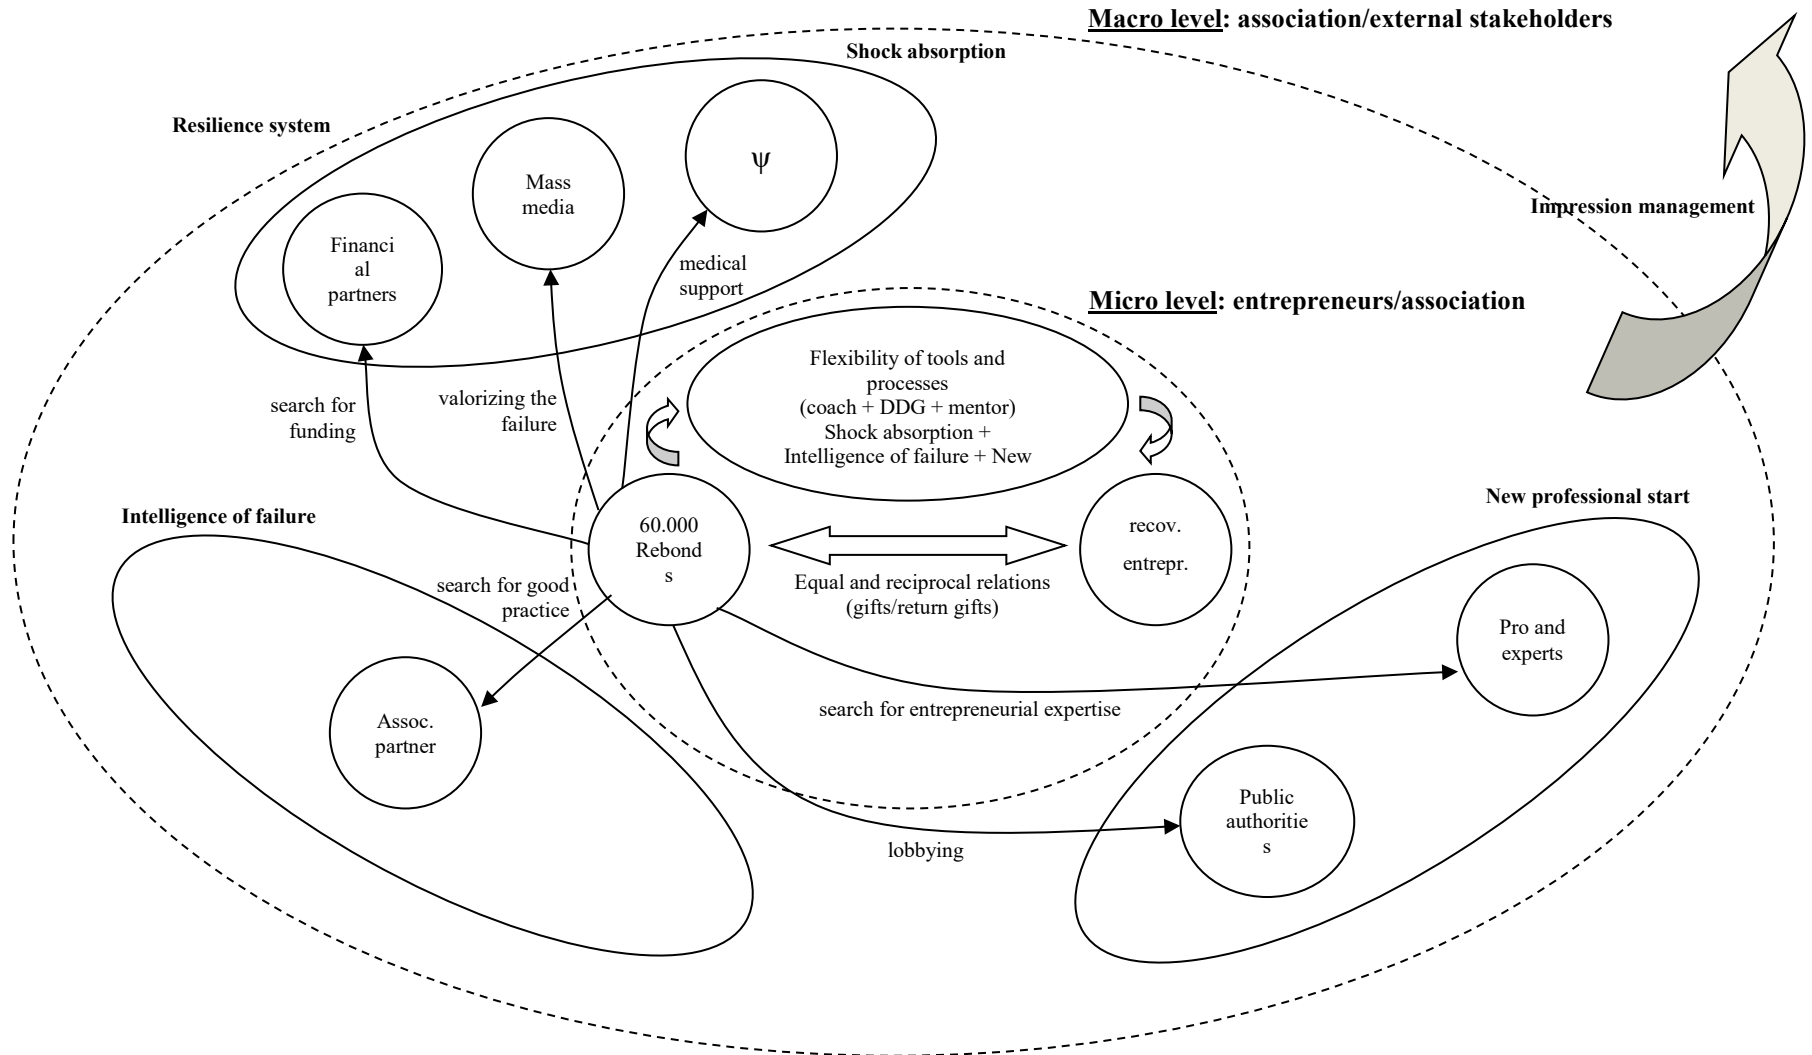 Macro level: association/external stakeholders
Shock absorption
Resilience system
ψ
Mass
media
Financi
al
partners
Impression management
medical
support
Micro level: entrepreneurs/association
Flexibility of tools and
processes
(coach + DDG + mentor)
Shock absorption +
Intelligence of failure + New
search for
funding
valorizing the
failure
New professional start
Intelligence of failure
60.000
Rebond
s
recov.
entrepr.
search for good
practice
Equal and reciprocal relations
(gifts/return gifts)
Pro and
experts
Assoc.
partner
search for entrepreneurial expertise
Public
authoritie
s
lobbying